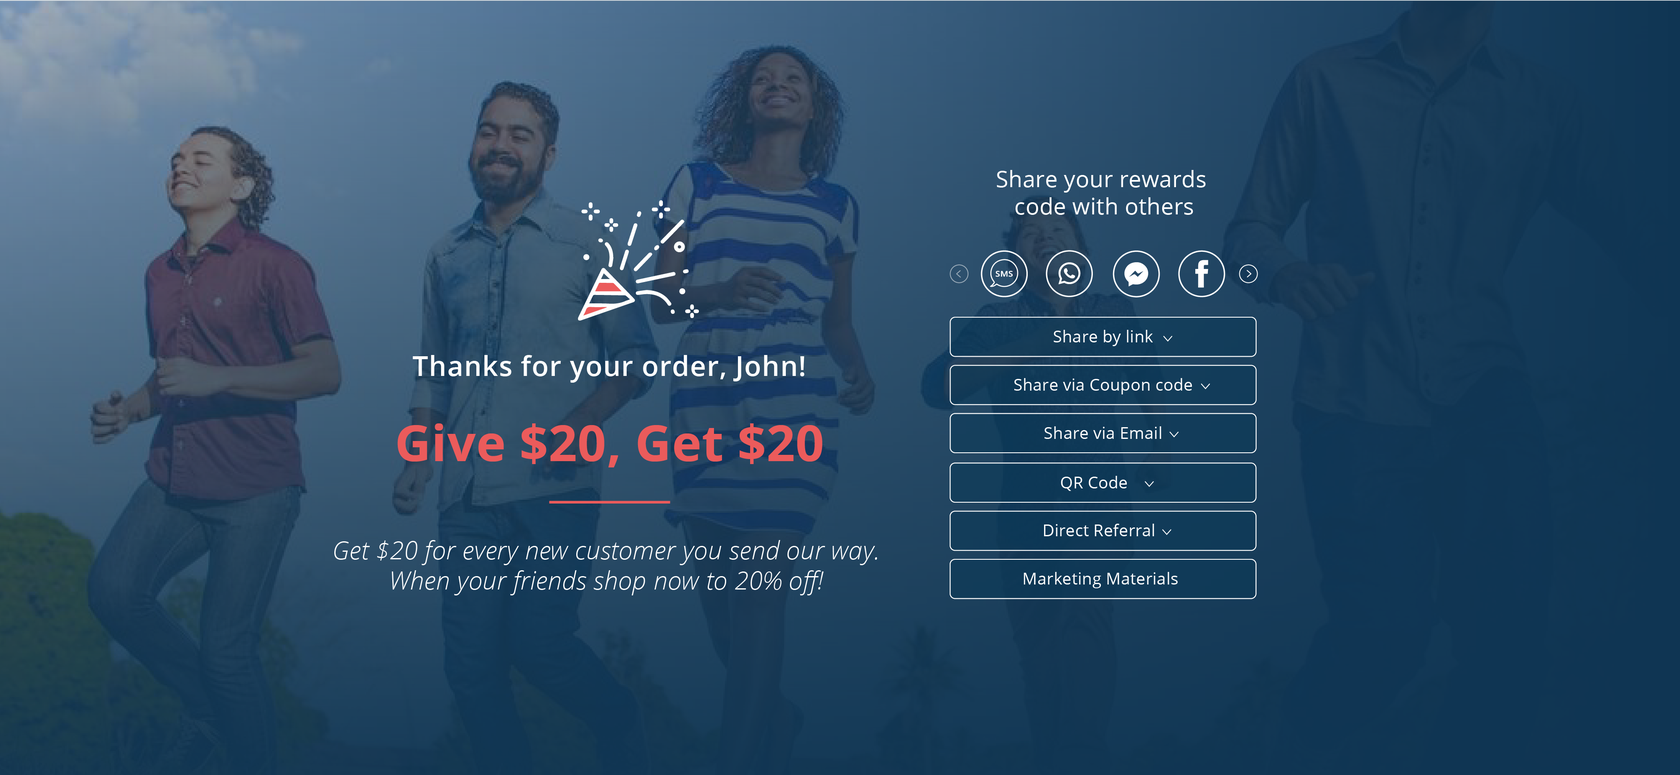 Thanks for your order, John!
Give $20, Get $20
Get $20 for every new customer you send our way.
When your friends shop now to 20% off!
Share your rewards
code with others
SMS
Share by link
Share via Coupon code
Share via Email
QR Code
Direct Referral
Marketing Materials